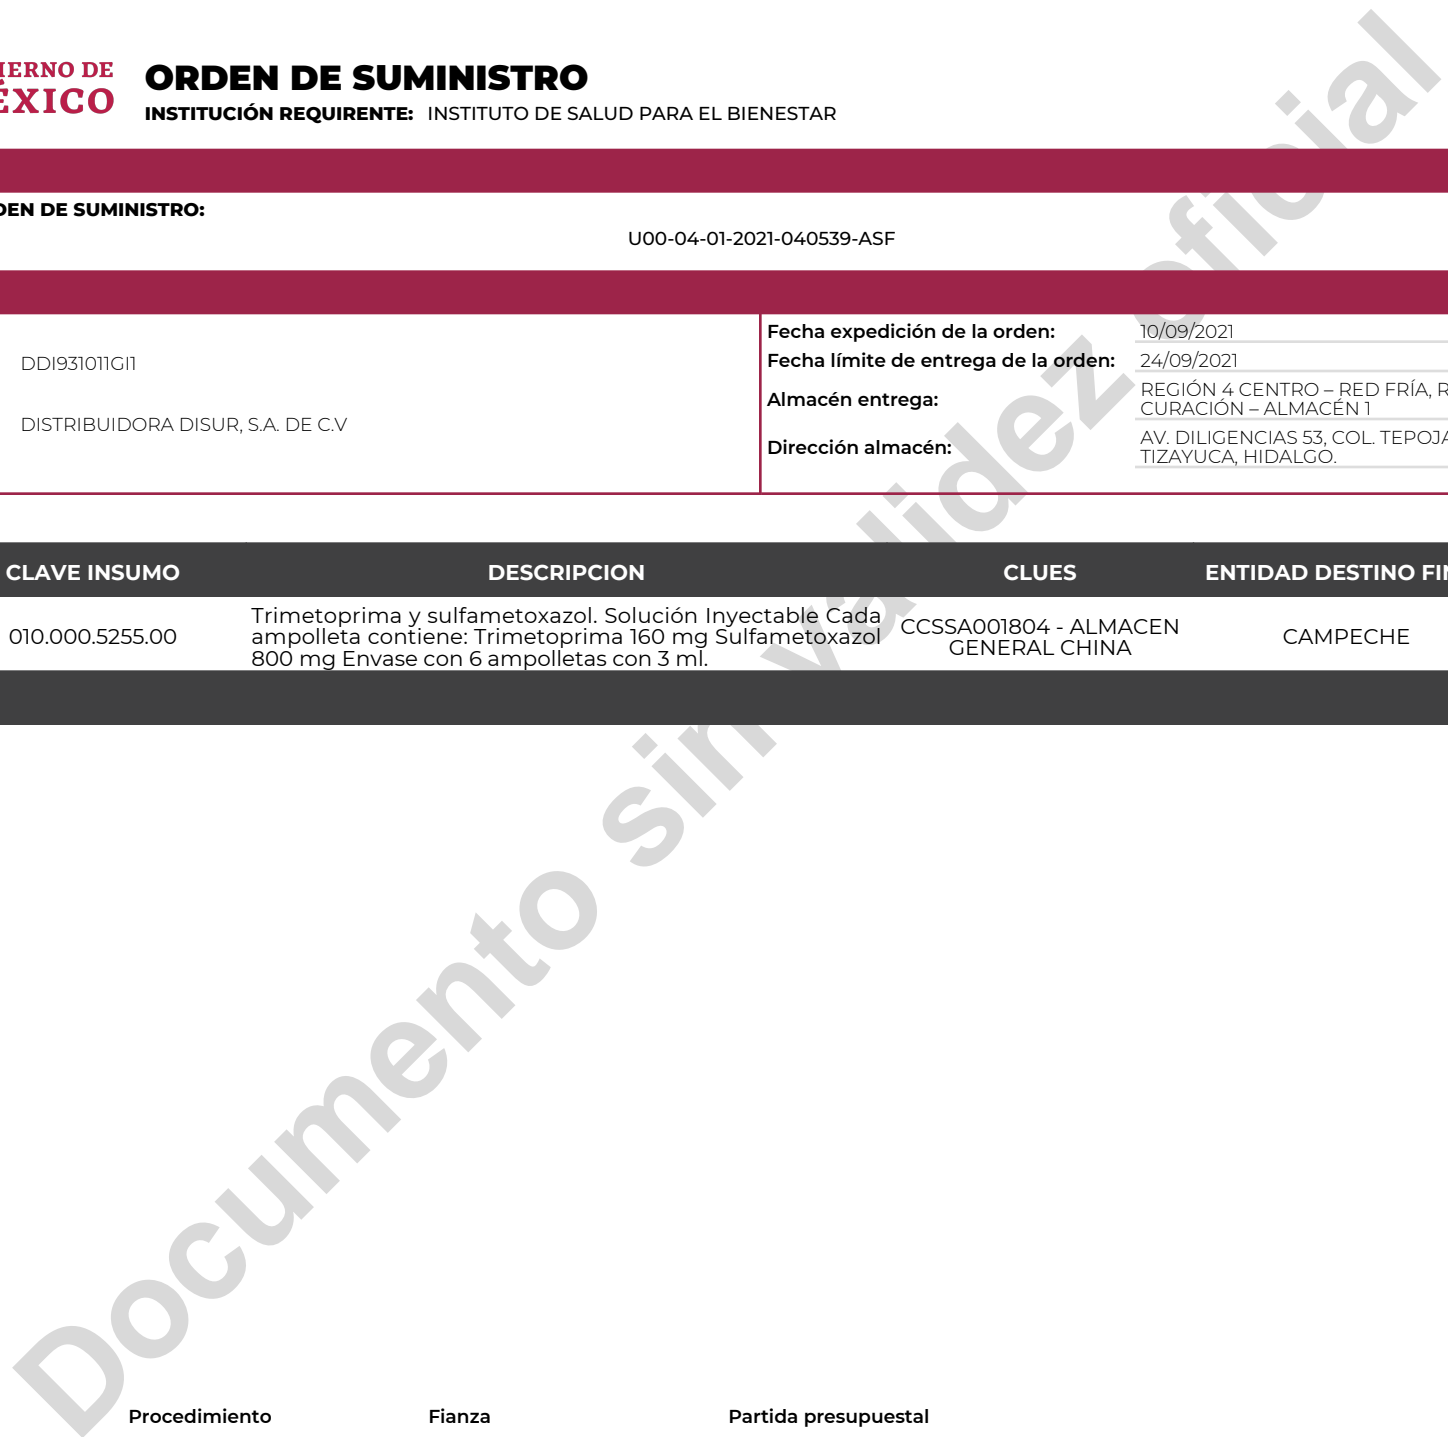 IERNO DE
ÉXICO
ORDEN DE SUMINISTRO
INSTITUCIÓN REQUIRENTE: INSTITUTO DE SALUD PARA EL BIENESTAR
DEN DE SUMINISTRO:
U00-04-01-2021-040539-ASF
DDI931011GI1
DISTRIBUIDORA DISUR, S.A. DE C.V
Fecha expedición de la orden: 10/09/2021
Fecha límite de entrega de la orden: 24/09/2021
Almacén entrega: REGIÓN 4 CENTRO – RED FRÍA, R
CURACIÓN – ALMACÉN 1
Dirección almacén: AV. DILIGENCIAS 53, COL. TEPOJA
TIZAYUCA, HIDALGO.
CLAVE INSUMO DESCRIPCION CLUES ENTIDAD DESTINO FIN
010.000.5255.00
Trimetoprima y sulfametoxazol. Solución Inyectable Cada
ampolleta contiene: Trimetoprima 160 mg Sulfametoxazol
800 mg Envase con 6 ampolletas con 3 ml.
CCSSA001804 - ALMACEN
GENERAL CHINA
CAMPECHE
Documento sin validez oficial
Procedimiento Fianza Partida presupuestal